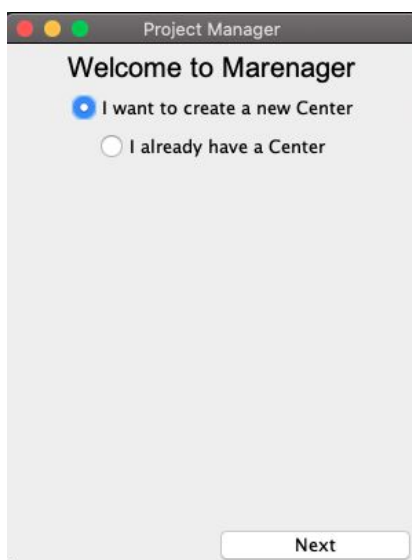 Project Manager
Welcome to Marenager
I want to create a new Center
I already have a Center
Next